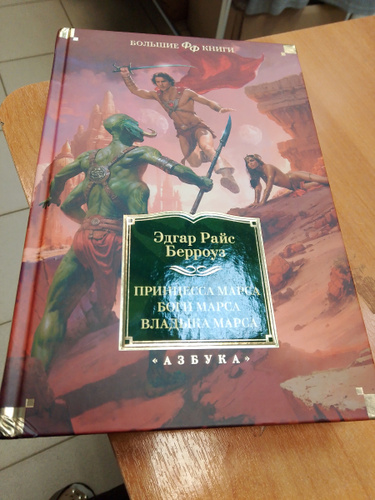 БОЛЬШИЕ ФФ КНИГИ
Эдгар Райс
Берроуз
ПРИНЦЕССА МАРСА
БОГИ МАРСА
ВЛАДЫКА МАРСА
АЗБУКА